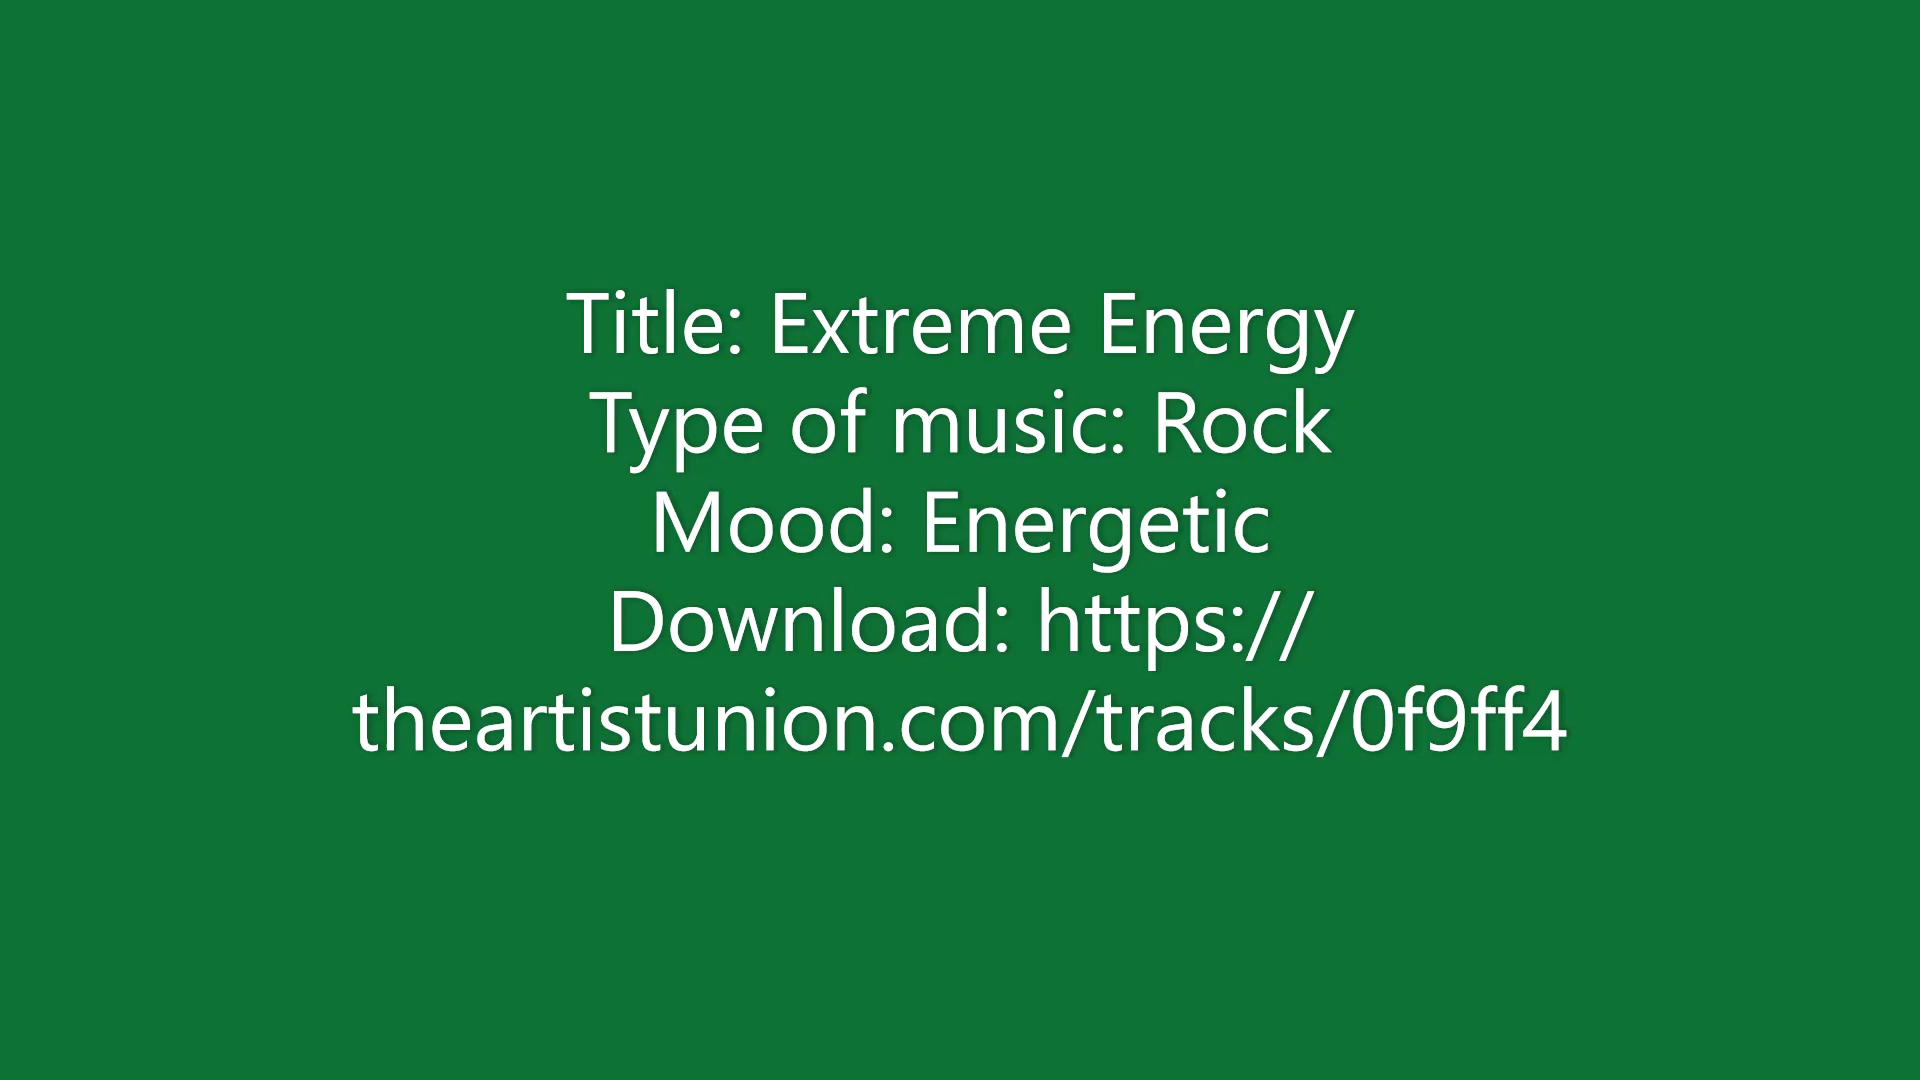 Title: Extreme Energy
Type of music: Rock
Mood: Energetic
Download: https://
theartistunion.com/tracks/0f9ff4